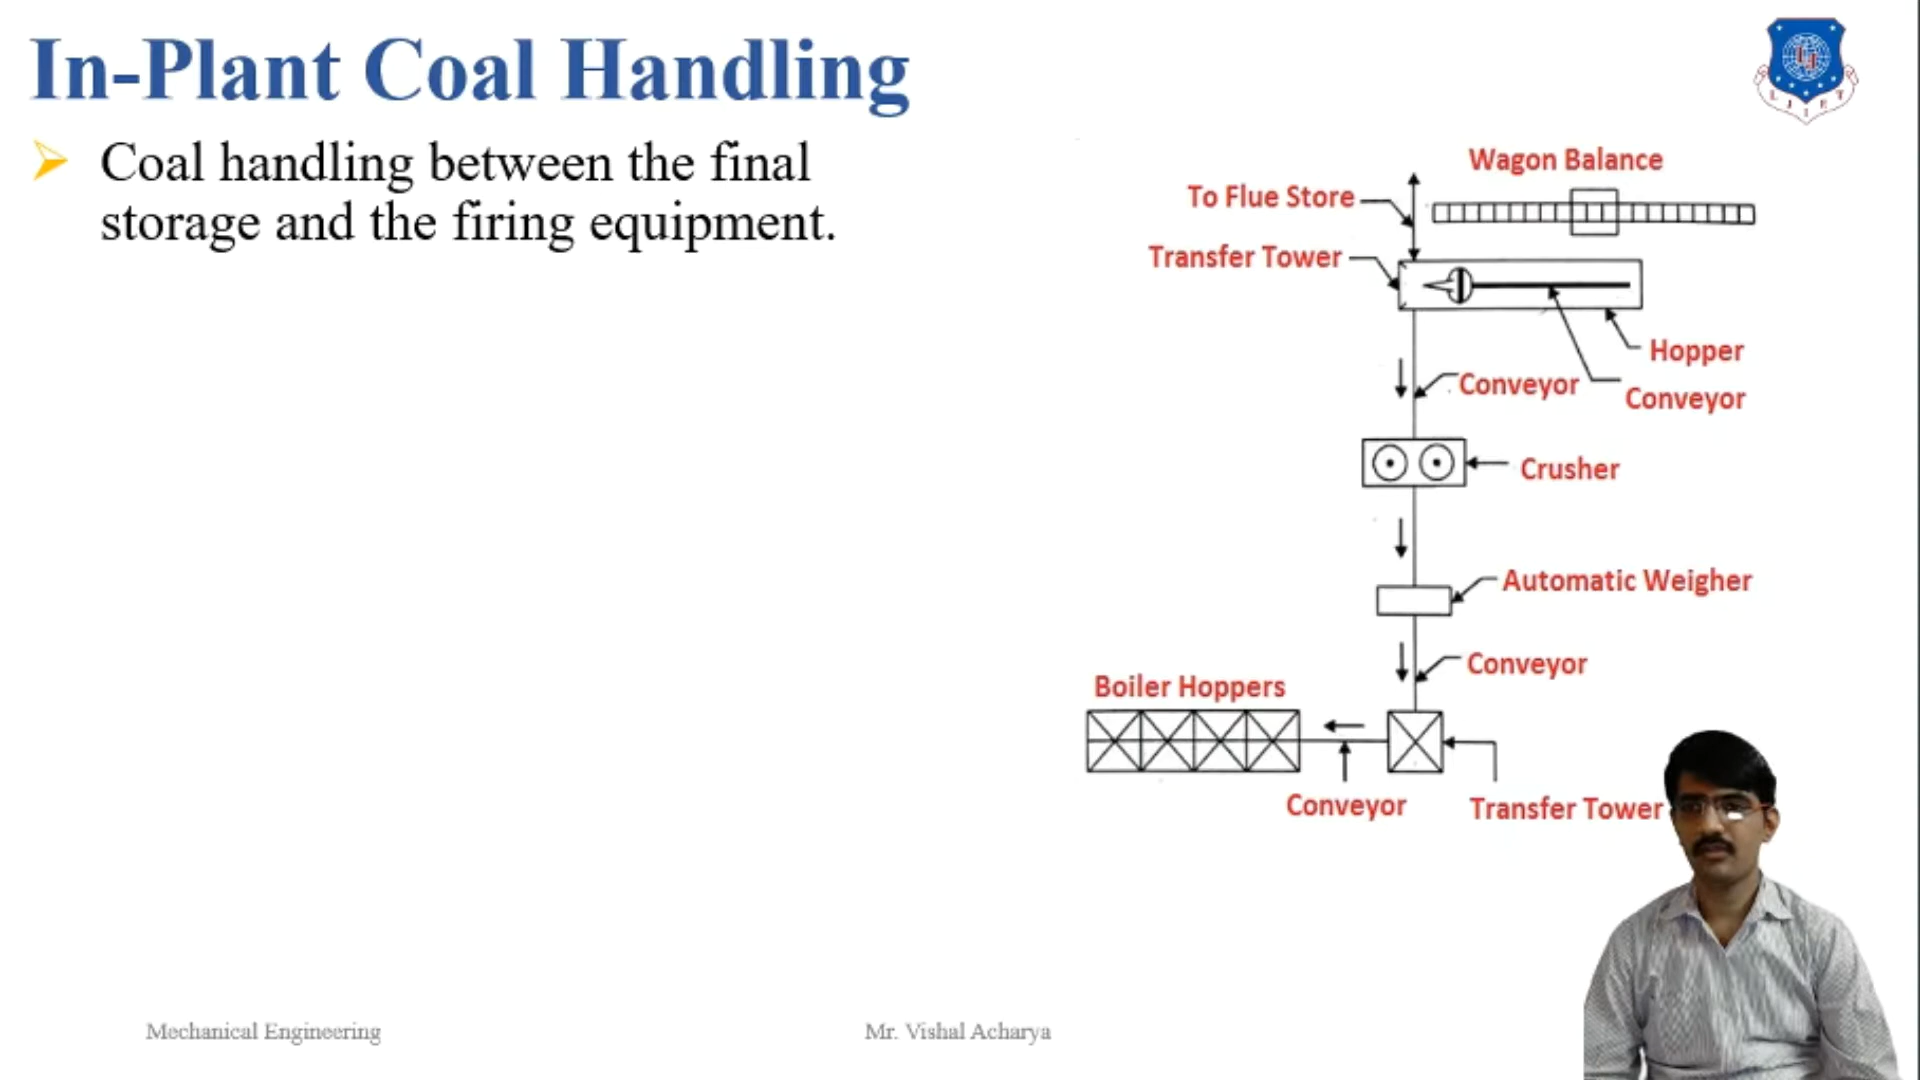 In-Plant Coal Handling
Coal handling between the final
storage and the firing equipment.
Wagon Balance
To Flue Store
Transfer Tower
Hopper
Conveyor
Conveyor
Crusher
Automatic Weigher
Conveyor
Boiler Hoppers
Conveyor
Transfer Tower
Mechanical Engineering
Mr. Vishal Acharya
L J I E T